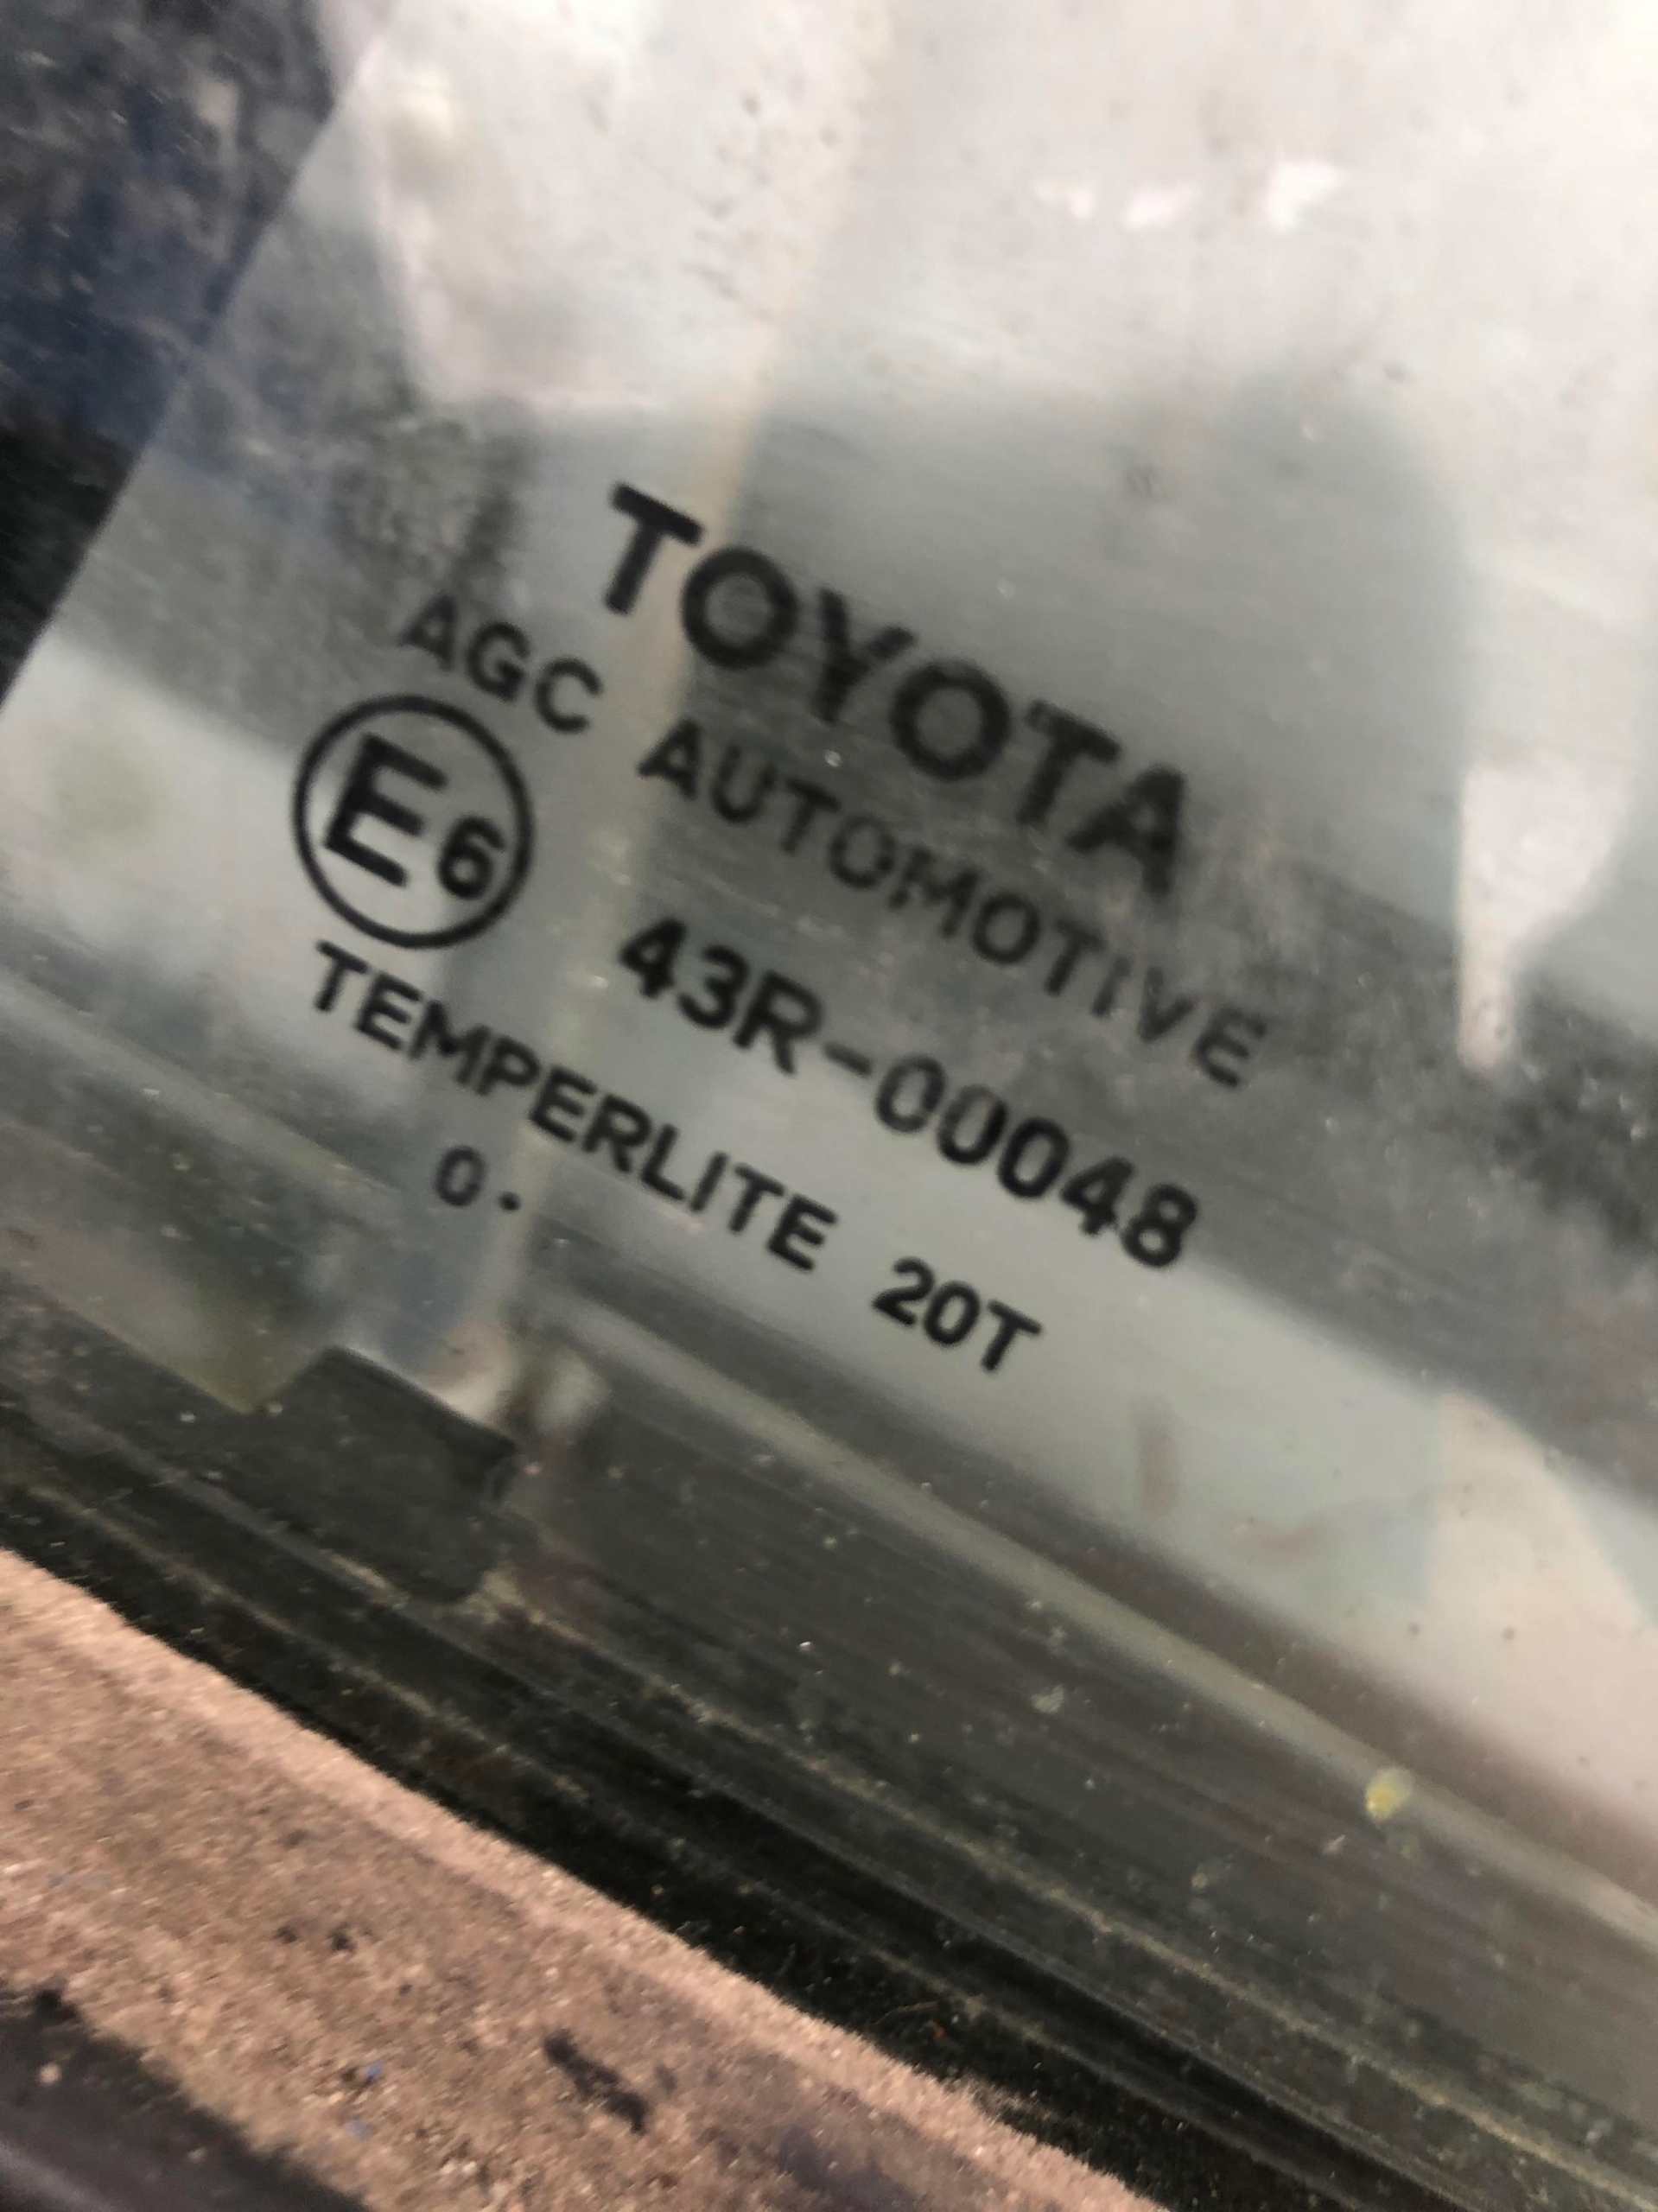 TOYOTA
AGC AUTOMOTIVE
E6 43R-00048
TEMPERLITE 20T
0·